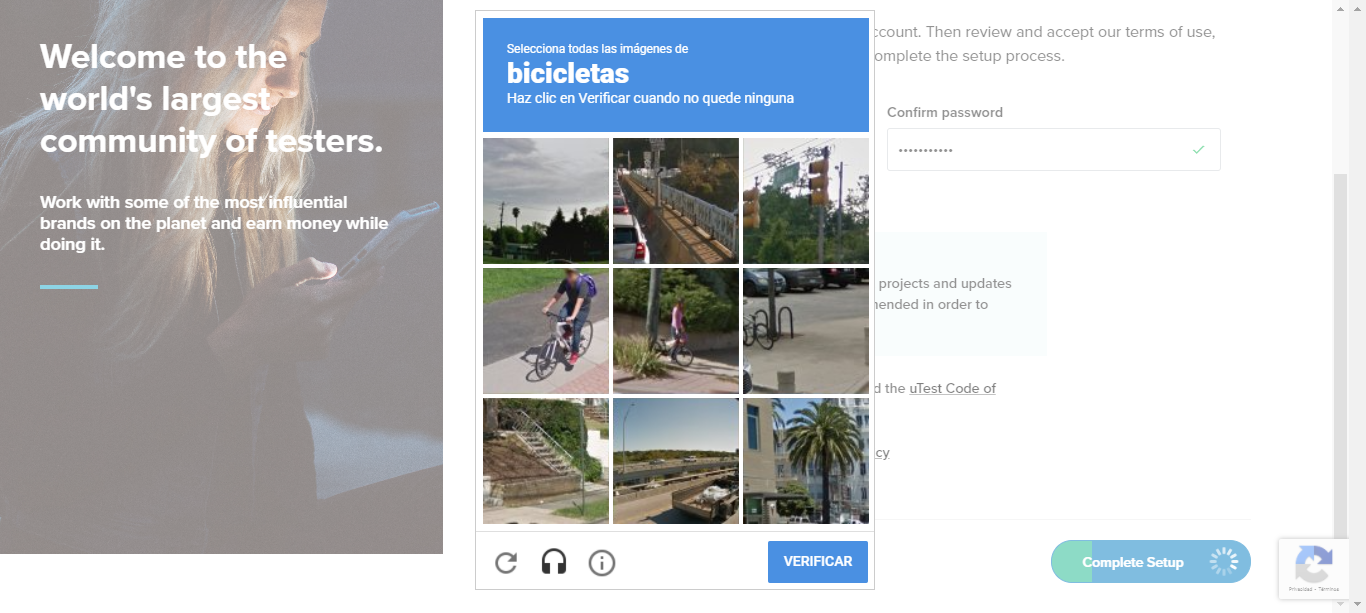 Welcome to the
world's largest
community of testers.
Work with some of the most influential
brands on the planet and earn money while
doing it.
Selecciona todas las imágenes de
bicicletas
Haz clic en Verificar cuando no quede ninguna
VERIFICAR
ccount. Then review and accept our terms of use,
omplete the setup process.
Confirm password
projects and updates
nended in order to
d the uTest Code of
cy
Complete Setup
Privacidad - Términos